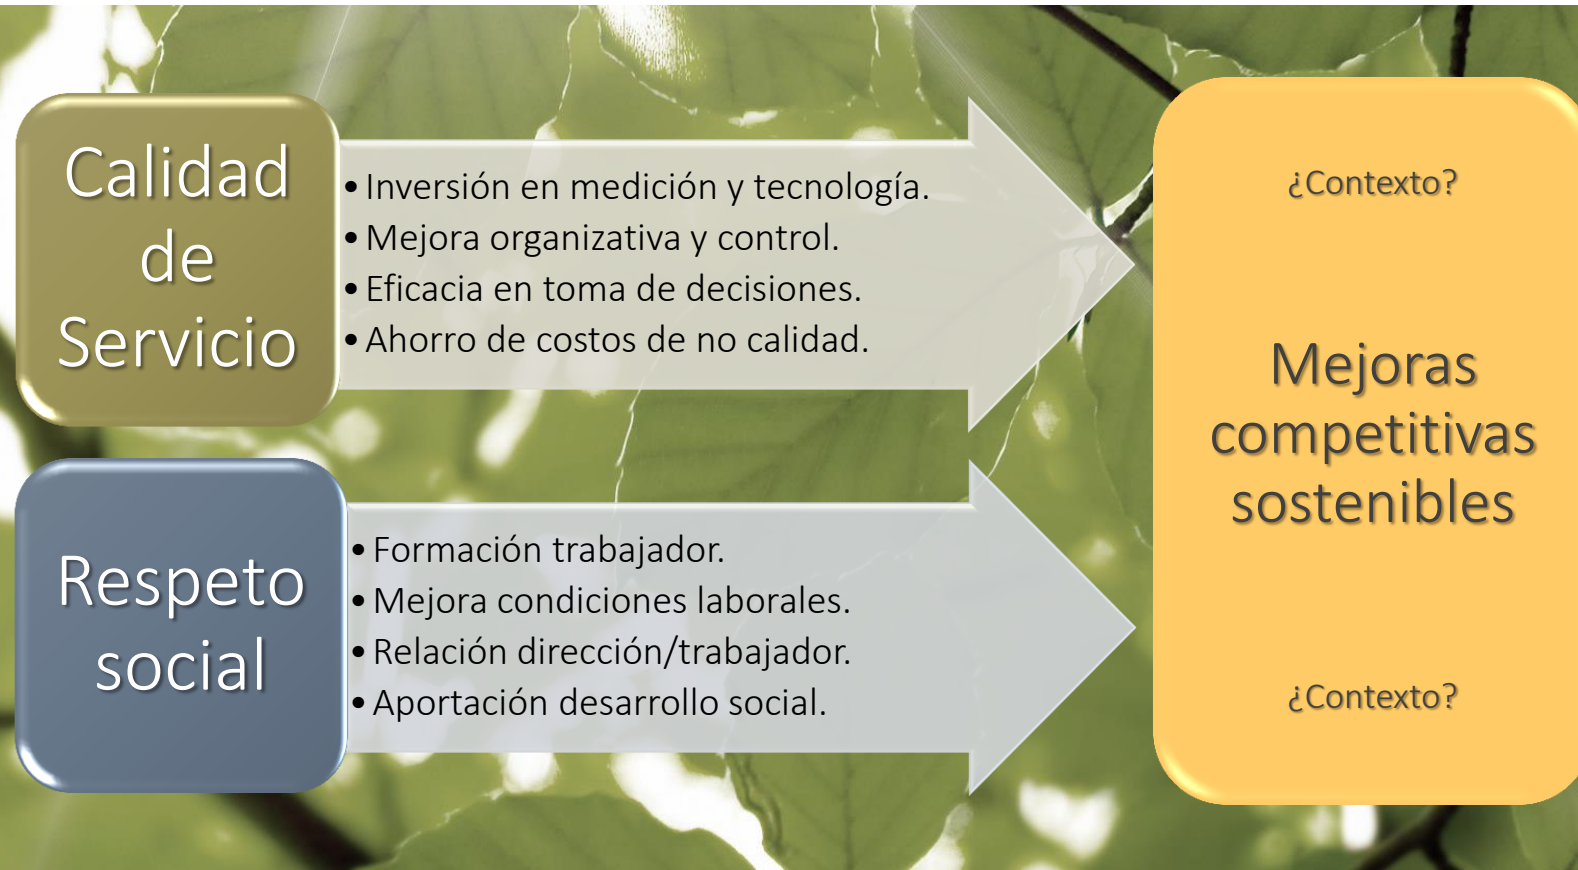 Calidad
de
Servicio
• Inversión en medición y tecnología.
• Mejora organizativa y control.
• Eficacia en toma de decisiones.
• Ahorro de costos de no calidad.
Respeto
social
• Formación trabajador.
• Mejora condiciones laborales.
• Relación dirección/trabajador.
• Aportación desarrollo social.
¿Contexto?
Mejoras
competitivas
sostenibles
¿Contexto?